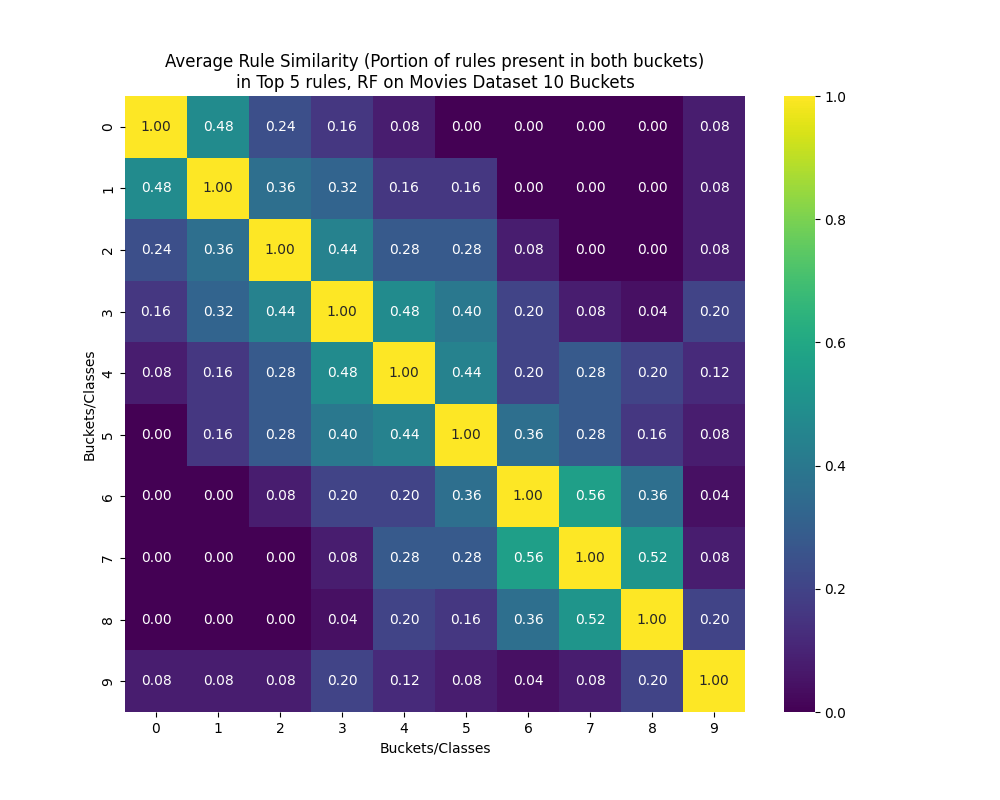 Average Rule Similarity (Portion of rules present in both buckets)
in Top 5 rules, RF on Movies Dataset 10 Buckets
Buckets/Classes
0 1.00 0.48 0.24 0.16 0.08 0.00 0.00 0.00 0.00 0.08
1 0.48 1.00 0.36 0.32 0.16 0.16 0.00 0.00 0.00 0.08
2 0.24 0.36 1.00 0.44 0.28 0.28 0.08 0.00 0.00 0.08
3 0.16 0.32 0.44 1.00 0.48 0.40 0.20 0.08 0.04 0.20
4 0.08 0.16 0.28 0.48 1.00 0.44 0.20 0.28 0.20 0.12
5 0.00 0.16 0.28 0.40 0.44 1.00 0.36 0.28 0.16 0.08
6 0.00 0.00 0.08 0.20 0.20 0.36 1.00 0.56 0.36 0.04
7 0.00 0.00 0.00 0.08 0.28 0.28 0.56 1.00 0.52 0.08
8 0.00 0.00 0.00 0.04 0.20 0.16 0.36 0.52 1.00 0.20
9 0.08 0.08 0.08 0.20 0.12 0.08 0.04 0.08 0.20 1.00
0 1 2 3 4 5 6 7 8 9
Buckets/Classes
1.0
0.8
0.6
0.4
0.2
0.0